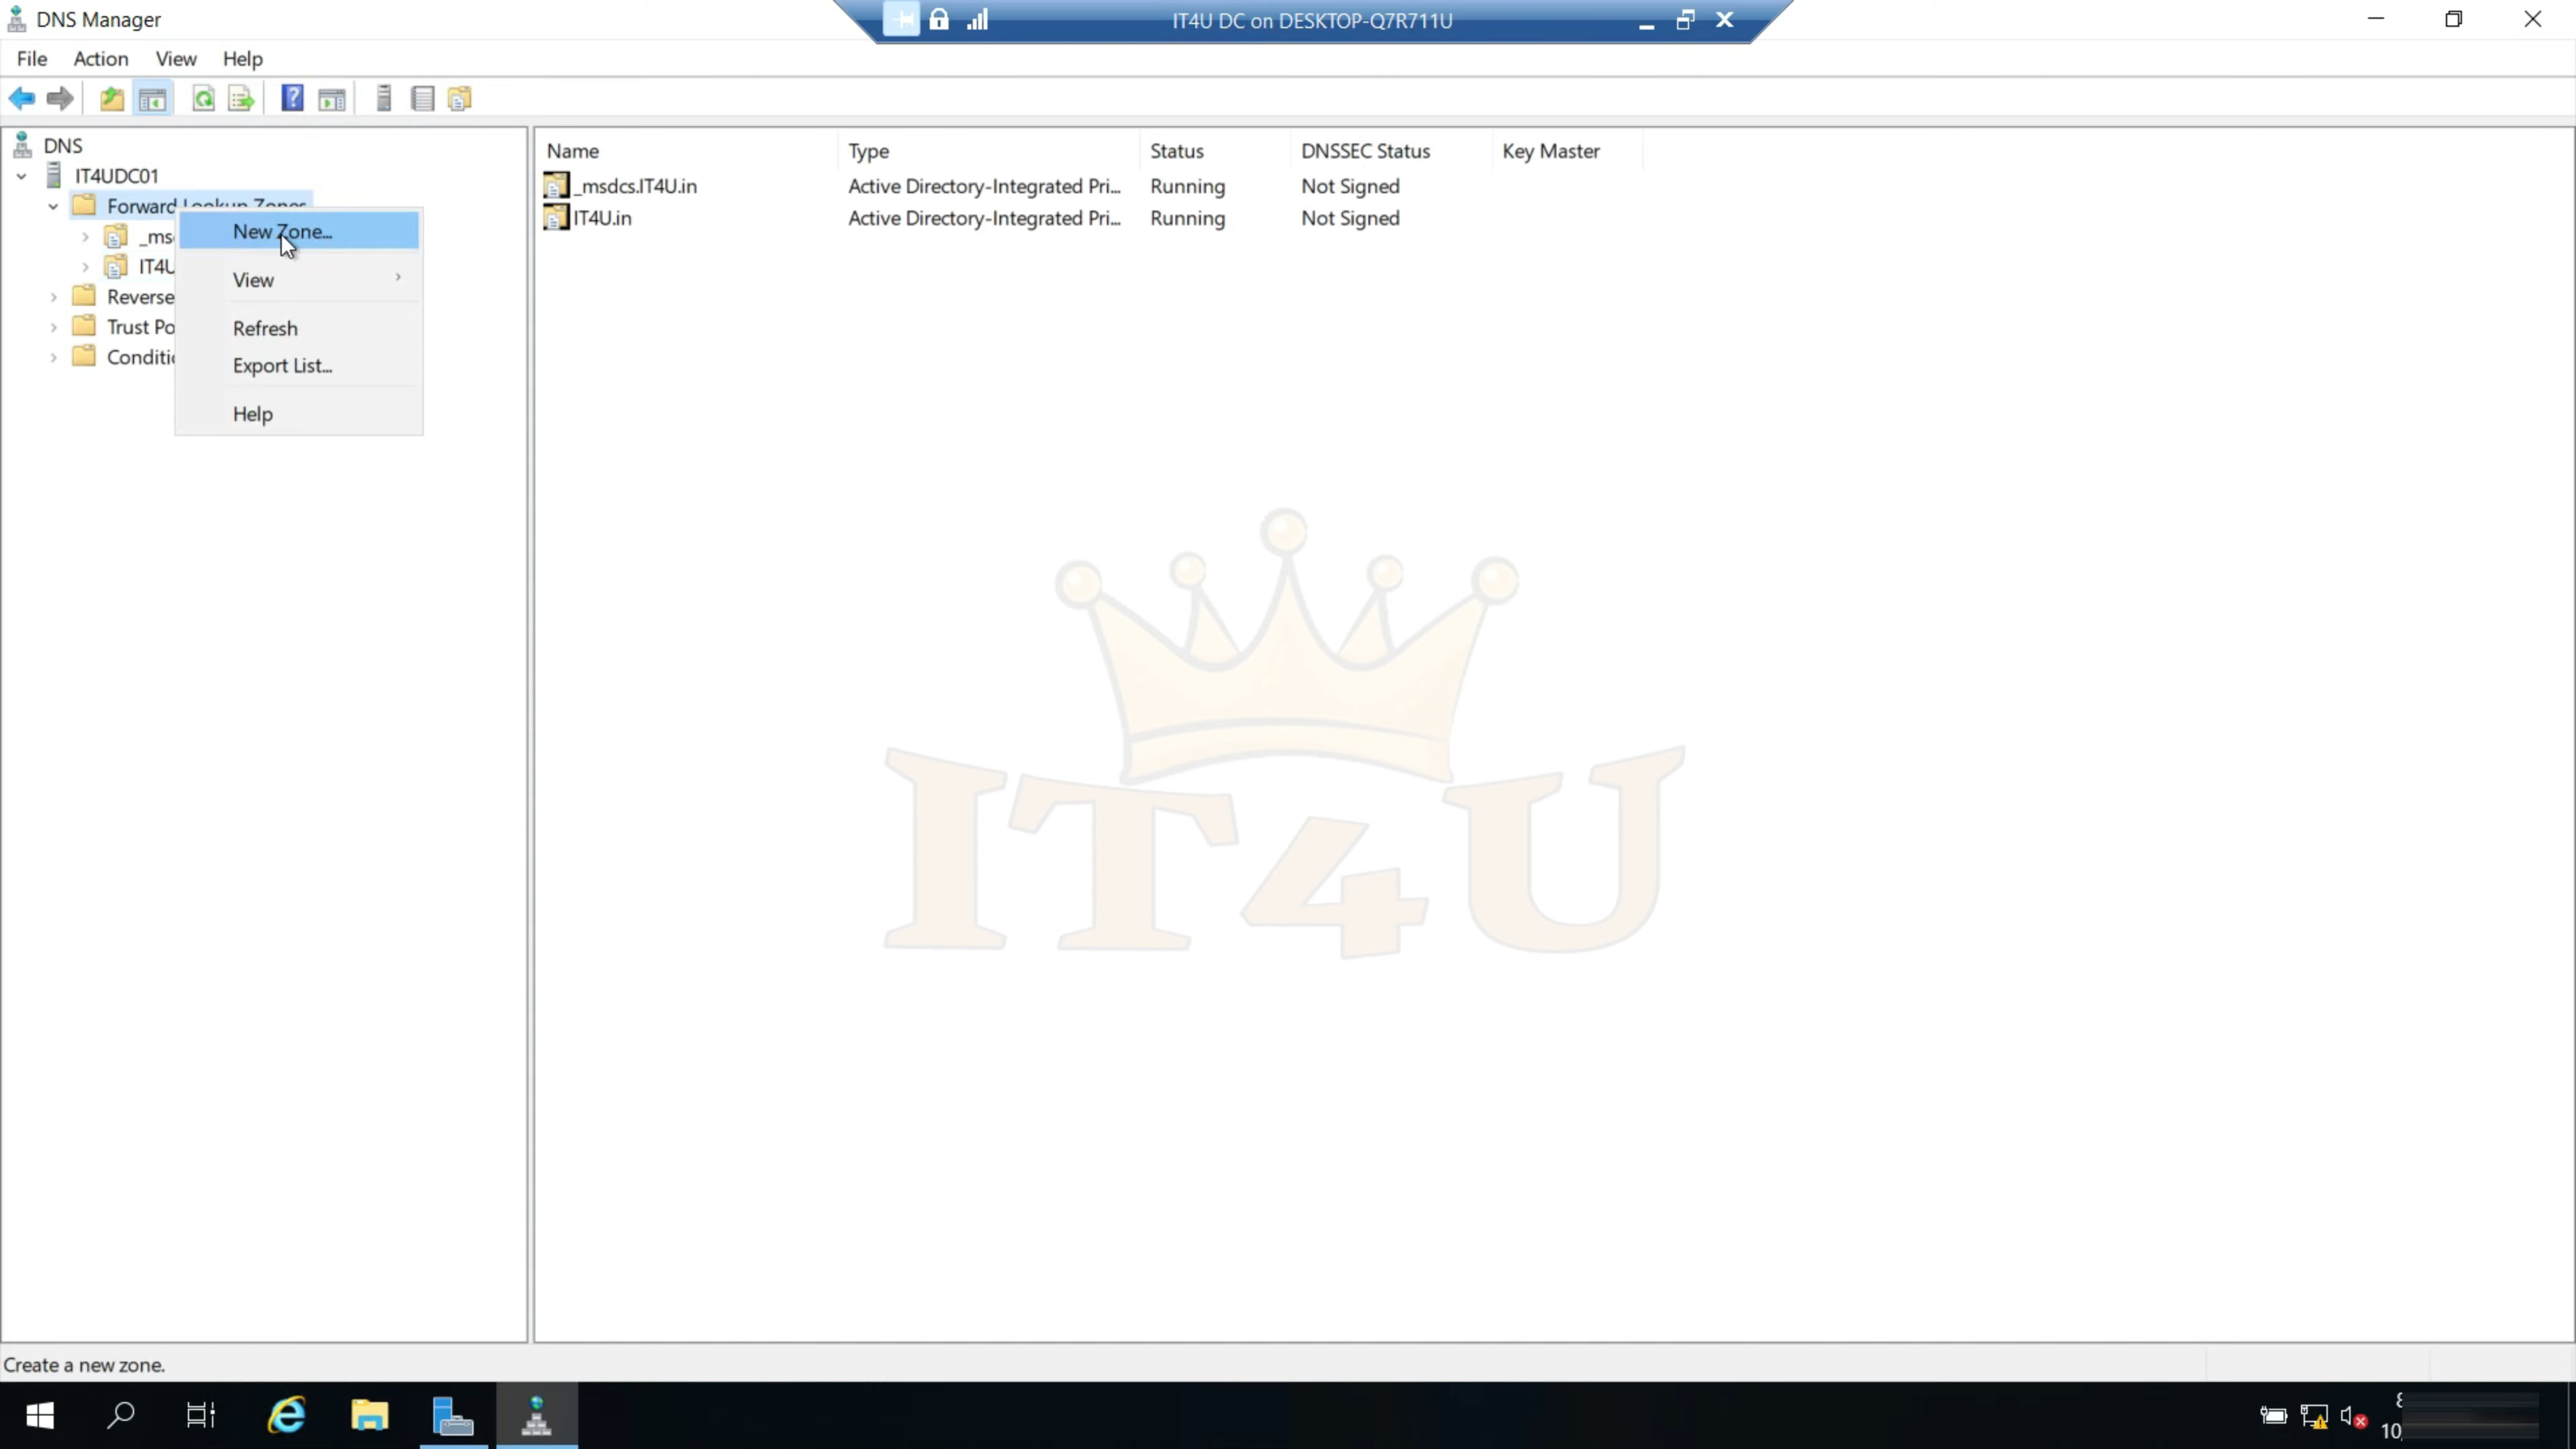 DNS Manager
IT4U DC on DESKTOP-Q7R711U
File Action View Help
DNS
IT4UDC01
Forward Lookup Zones
_ms
IT4U
Reverse
Trust Po
Conditi
New Zone...
View
Refresh
Export List...
Help
Name Type Status DNSSEC Status Key Master
_msdcs.IT4U.in Active Directory-Integrated Pri... Running Not Signed
IT4U.in Active Directory-Integrated Pri... Running Not Signed
IT4U
Create a new zone.
10